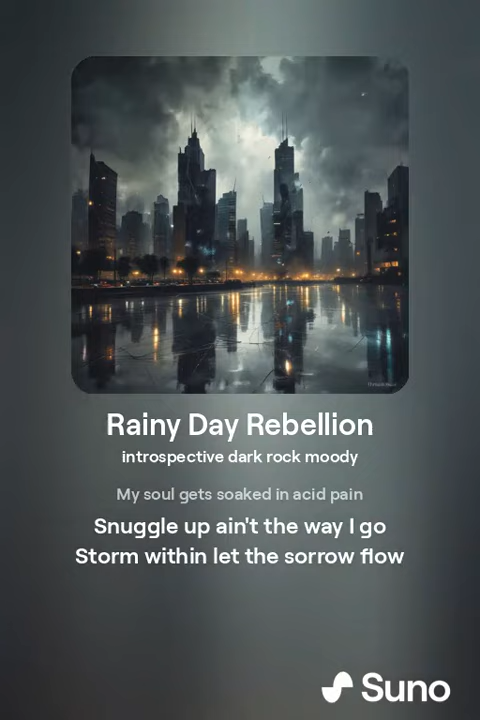 Rainy Day Rebellion
introspective dark rock moody
My soul gets soaked in acid pain
Snuggle up ain't the way I go
Storm within let the sorrow flow
Suno